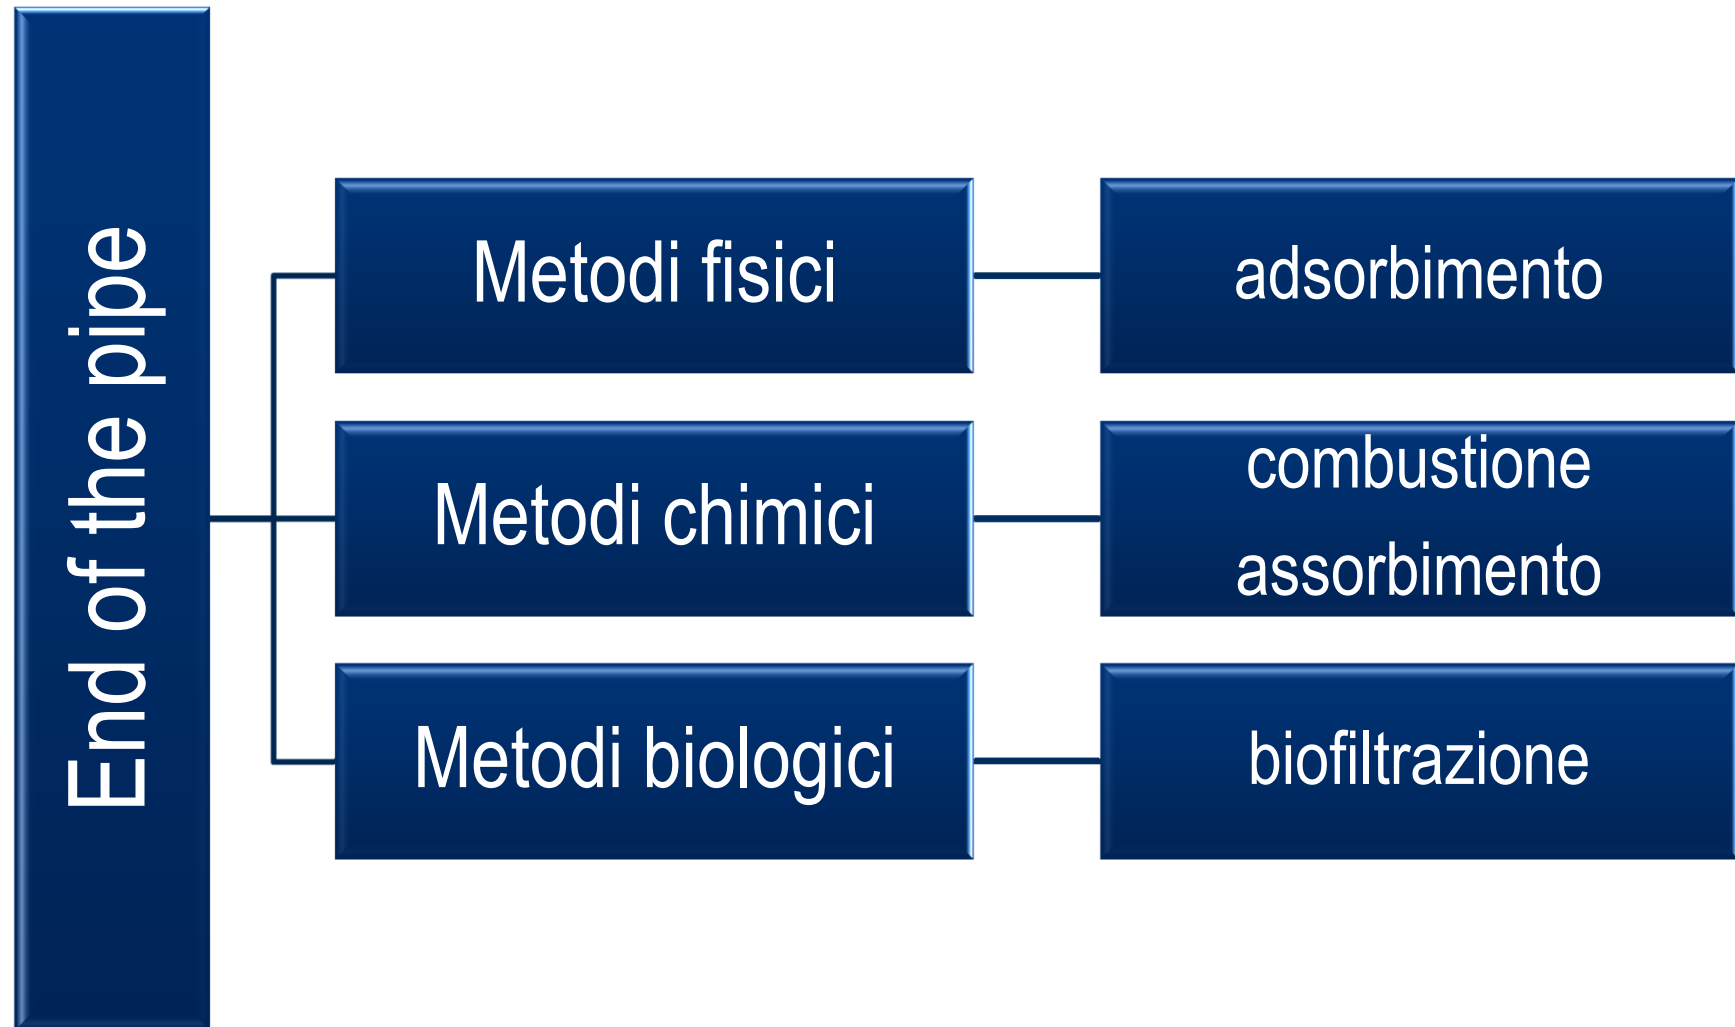 End of the pipe
Metodi fisici
adsorbimento
Metodi chimici
combustione
assorbimento
Metodi biologici
biofiltrazione